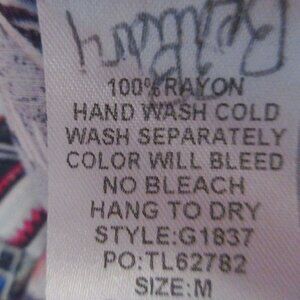 100% RAYON
HAND WASH COLD
WASH SEPARATELY
COLOR WILL BLEED
NO BLEACH
HANG TO DRY
STYLE:G1837
PO:TL62782
SIZE:M